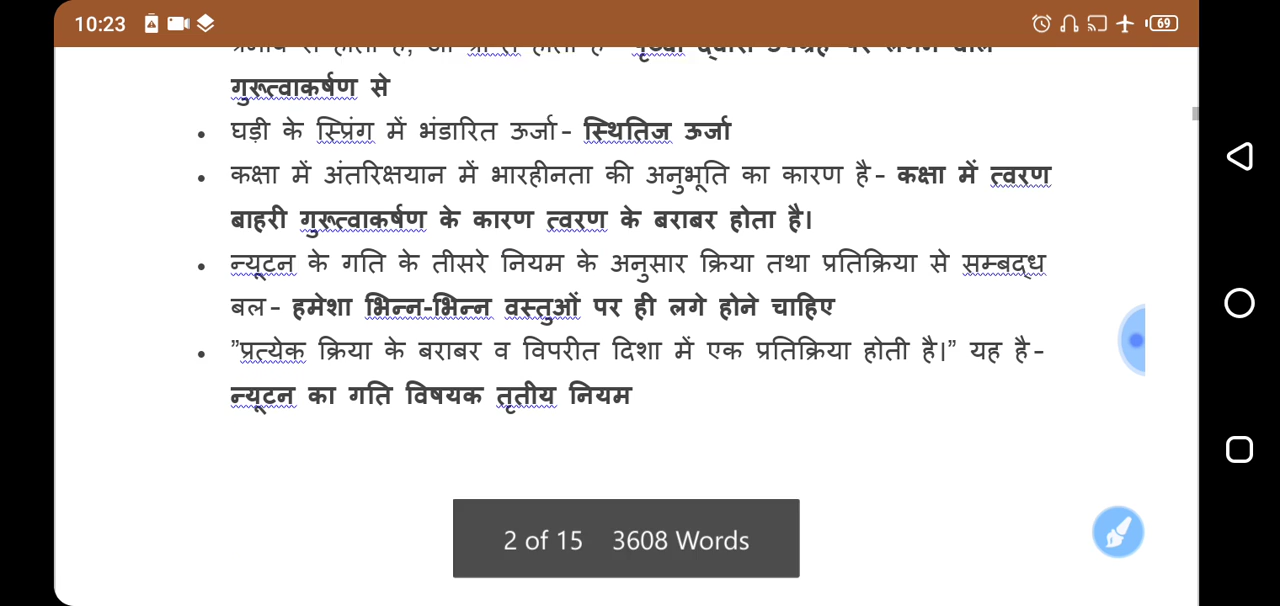 10:23
69
गुरूत्वाकर्षण से
• घड़ी के स्प्रिंग में भंडारित ऊर्जा- स्थितिज ऊर्जा
• कक्षा में अंतरिक्षयान में भारहीनता की अनुभूति का कारण है- कक्षा में त्वरण
बाहरी गुरूत्वाकर्षण के कारण त्वरण के बराबर होता है।
• न्यूटन के गति के तीसरे नियम के अनुसार क्रिया तथा प्रतिक्रिया से सम्बद्ध
बल- हमेशा भिन्न-भिन्न वस्तुओं पर ही लगे होने चाहिए
• ”प्रत्येक क्रिया के बराबर व विपरीत दिशा में एक प्रतिक्रिया होती है।” यह है-
न्यूटन का गति विषयक तृतीय नियम
2 of 15 3608 Words